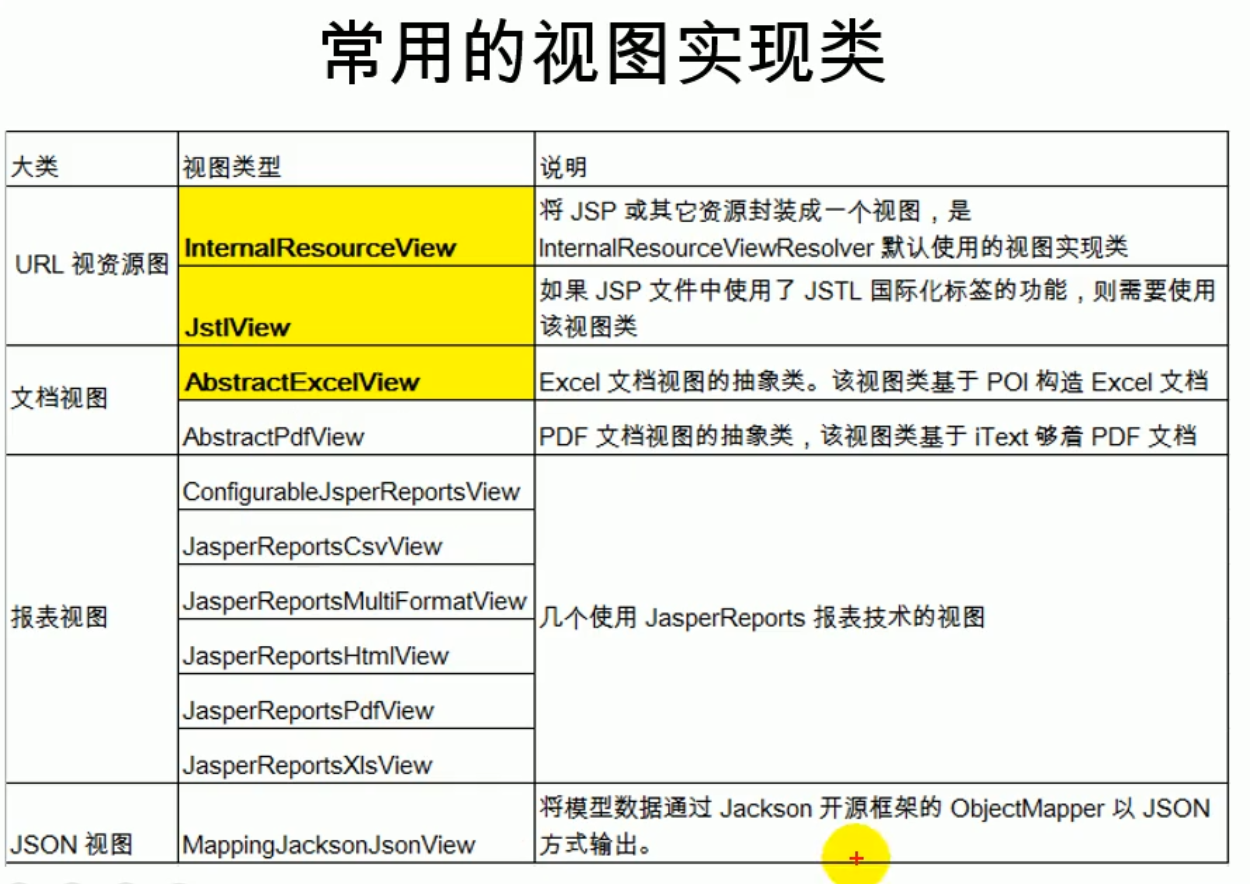 常用的视图实现类
大类
视图类型
说明
URL 视资源图
InternalResourceView
将 JSP 或其它资源封装成一个视图，是
InternalResourceViewResolver 默认使用的视图实现类
JstlView
如果 JSP 文件中使用了 JSTL 国际化标签的功能，则需要使用
该视图类
文档视图
AbstractExcelView
Excel 文档视图的抽象类。该视图类基于 POI 构造 Excel 文档
AbstractPdfView
PDF 文档视图的抽象类，该视图类基于 iText 够着 PDF 文档
报表视图
ConfigurableJsperReportsView
JasperReportsCsvView
JasperReportsMultiFormatView
JasperReportsHtmlView
JasperReportsPdfView
JasperReportsXlsView
几个使用 JasperReports 报表技术的视图
JSON 视图
MappingJacksonJsonView
将模型数据通过 Jackson 开源框架的 ObjectMapper 以 JSON
方式输出。